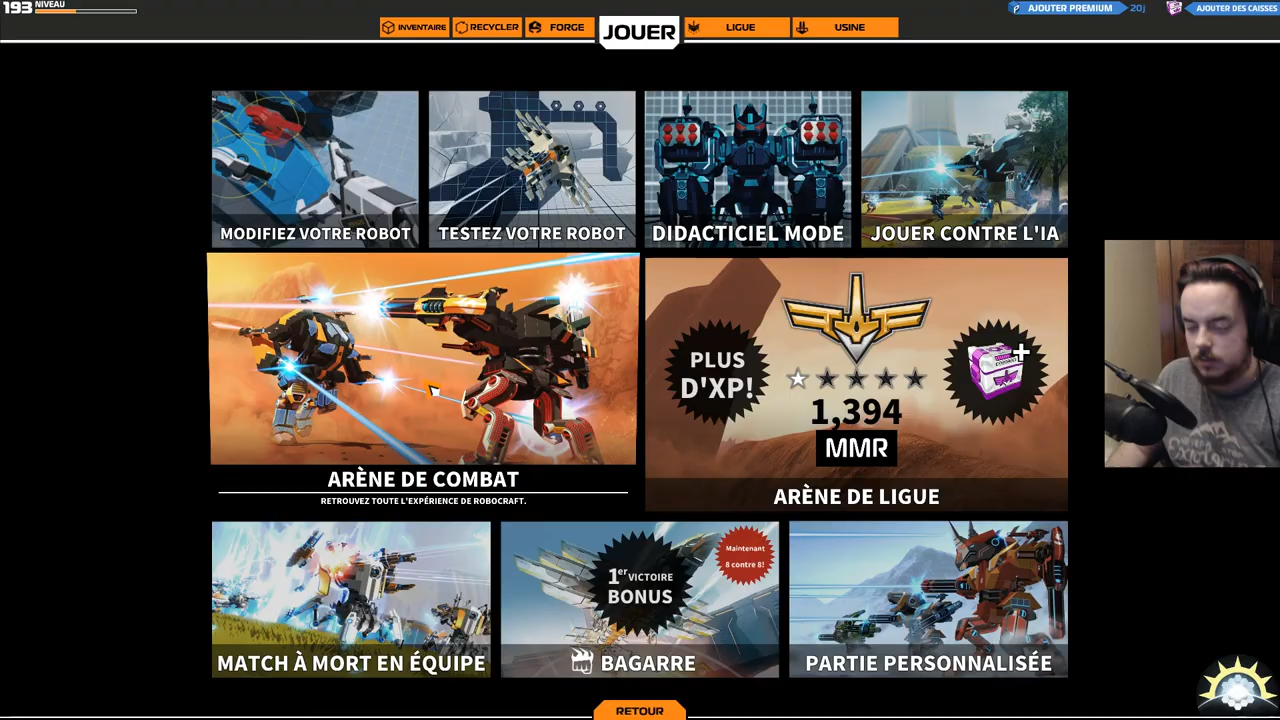 193 NIVEAU
AJOUTER PREMIUM 20j
AJOUTER DES CAISSES
INVENTAIRE
RECYCLER
FORGE
JOUER
LIGUE
USINE
MODIFIEZ VOTRE ROBOT
TESTEZ VOTRE ROBOT
DIDACTICIEL MODE
JOUER CONTRE L'IA
ARÈNE DE COMBAT
RETROUVEZ TOUTE L'EXPÉRIENCE DE ROBOCRAFT.
PLUS
D'XP!
1,394
MMR
ARÈNE DE LIGUE
MATCH À MORT EN ÉQUIPE
1er VICTOIRE
BONUS
Maintenant
8 contre 8!
BAGARRE
PARTIE PERSONNALISÉE
RETOUR